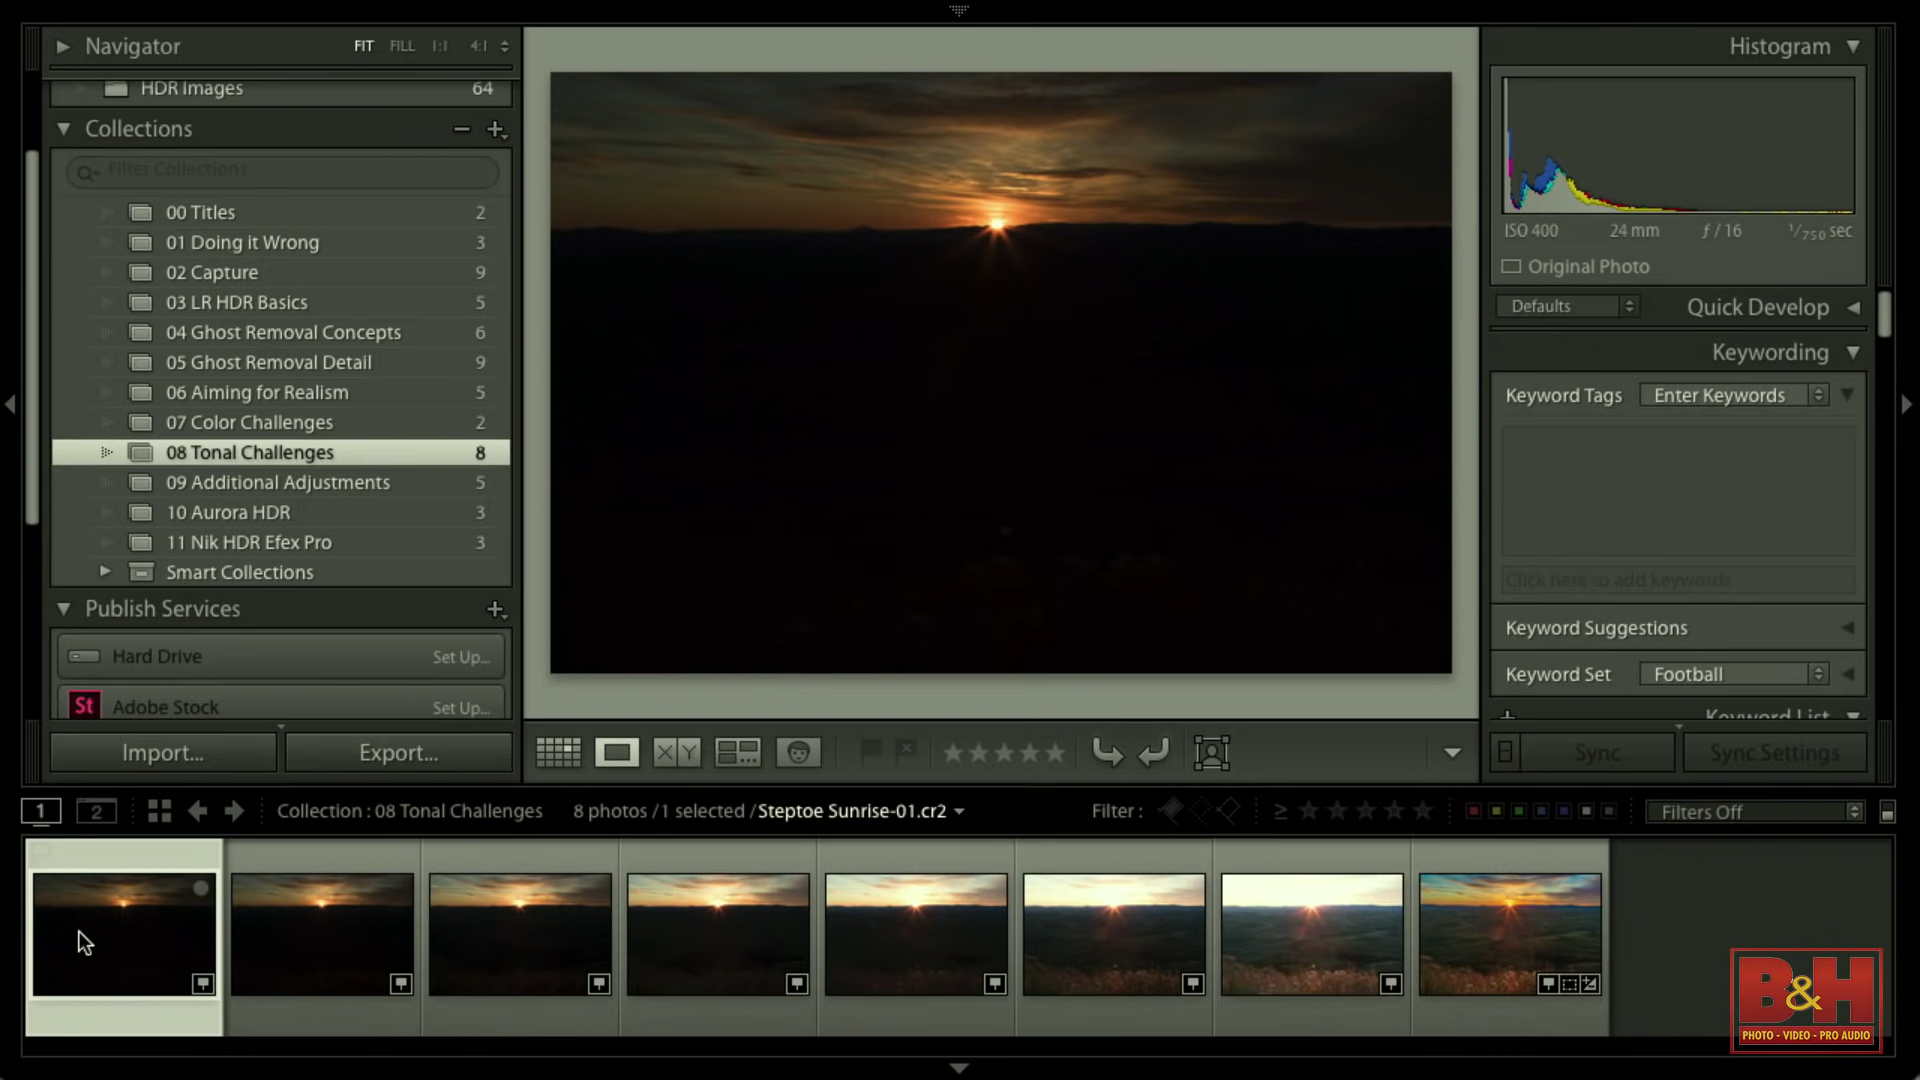 Navigator
FIT FILL 1:1 4:1
HDR Images 64
Collections
Filter Collections
00 Titles 2
01 Doing it Wrong 3
02 Capture 9
03 LR HDR Basics 5
04 Ghost Removal Concepts 6
05 Ghost Removal Detail 9
06 Aiming for Realism 5
07 Color Challenges 2
08 Tonal Challenges 8
09 Additional Adjustments 5
10 Aurora HDR 3
11 Nik HDR Efex Pro 3
Smart Collections
Publish Services
Hard Drive Set Up...
St Adobe Stock Set Up...
Import... Export...
X Y
Histogram
ISO 400 24 mm ƒ / 16 1/750 sec
Original Photo
Defaults Quick Develop
Keywording
Keyword Tags Enter Keywords
Click here to add keywords
Keyword Suggestions
Keyword Set Football
Keyword List
Sync Sync Settings
1 2 Collection : 08 Tonal Challenges 8 photos / 1 selected / Steptoe Sunrise-01.cr2 Filter : ≥ Filters Off
B&H
PHOTO - VIDEO - PRO AUDIO